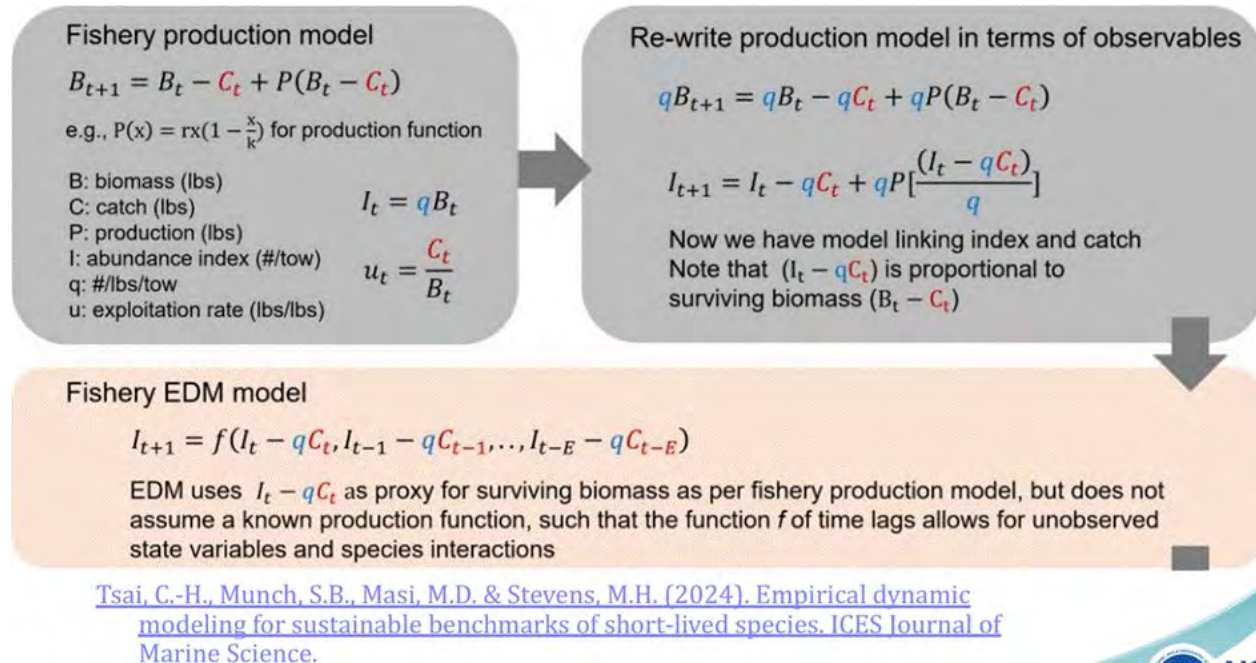 Fishery production model
B_{t+1} = B_t − C_t + P(B_t − C_t)
e.g., P(x) = rx(1 − x/k) for production function
B: biomass (lbs)
C: catch (lbs)
P: production (lbs)
I: abundance index (#/tow)
q: #/lbs/tow
u: exploitation rate (lbs/lbs)
I_t = qB_t
u_t = C_t/B_t
Re-write production model in terms of observables
qB_{t+1} = qB_t − qC_t + qP(B_t − C_t)
I_{t+1} = I_t − qC_t + qP[(I_t − qC_t)/q]
Now we have model linking index and catch
Note that (I_t − qC_t) is proportional to
surviving biomass (B_t − C_t)
Fishery EDM model
I_{t+1} = f(I_t − qC_t, I_{t−1} − qC_{t−1},.., I_{t−E} − qC_{t−E})
EDM uses I_t − qC_t as proxy for surviving biomass as per fishery production model, but does not
assume a known production function, such that the function f of time lags allows for unobserved
state variables and species interactions
Tsai, C.-H., Munch, S.B., Masi, M.D. & Stevens, M.H. (2024). Empirical dynamic
modeling for sustainable benchmarks of short-lived species. ICES Journal of
Marine Science.